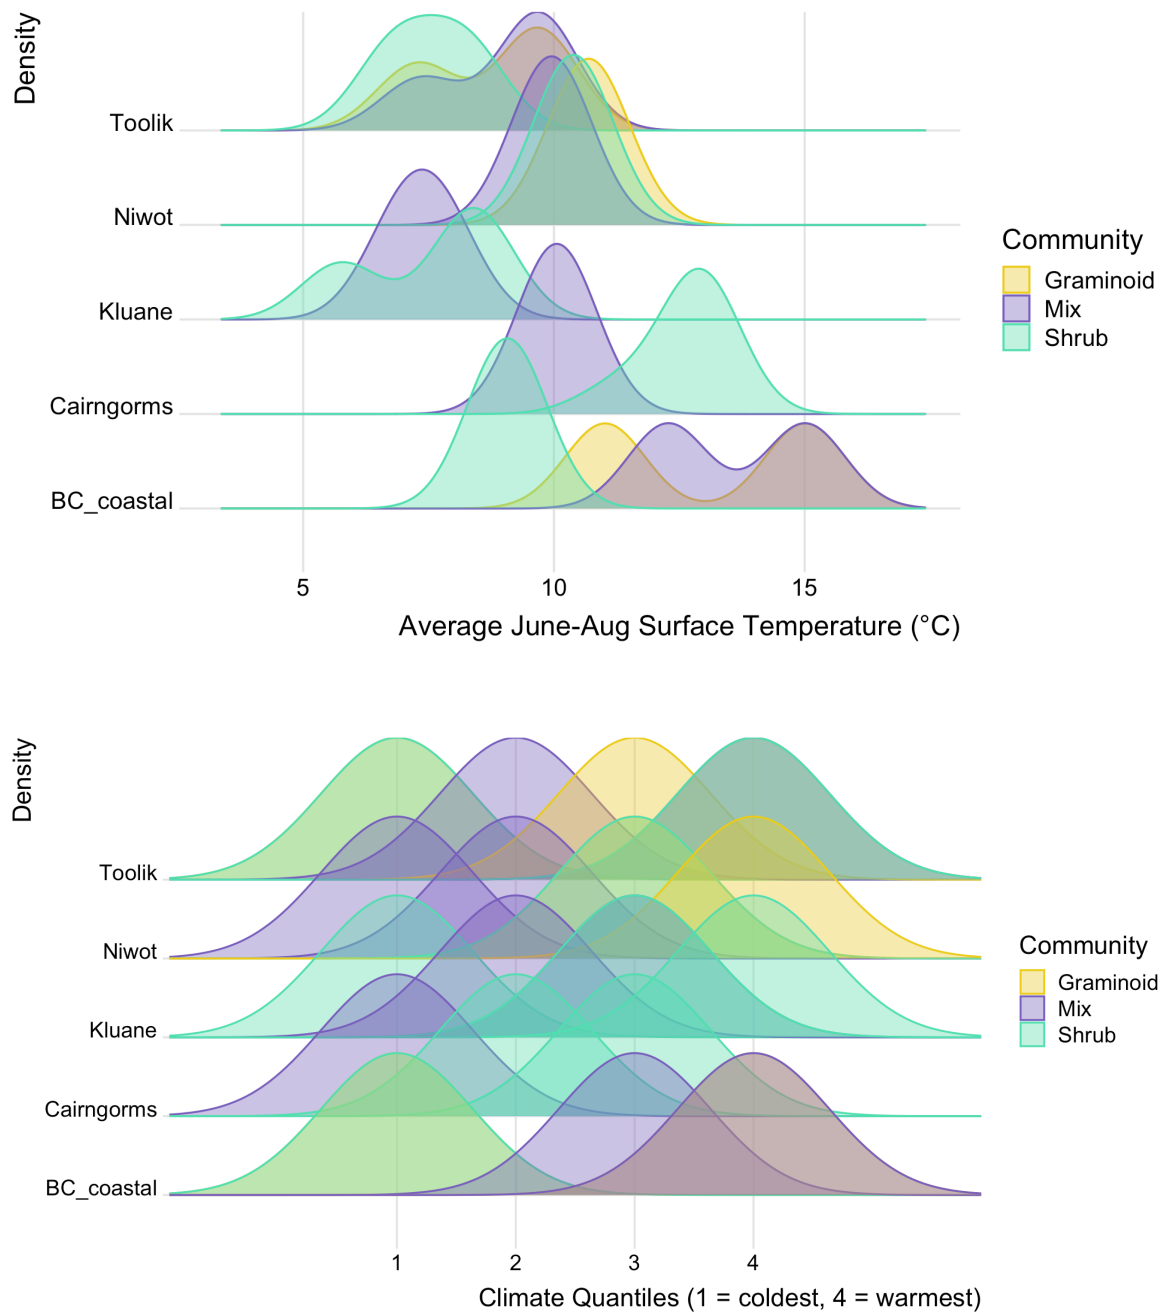 Density
Toolik
Niwot
Kluane
Cairngorms
BC_coastal
5 10 15
Average June-Aug Surface Temperature (°C)
Community
Graminoid
Mix
Shrub
Density
Toolik
Niwot
Kluane
Cairngorms
BC_coastal
1 2 3 4
Climate Quantiles (1 = coldest, 4 = warmest)
Community
Graminoid
Mix
Shrub